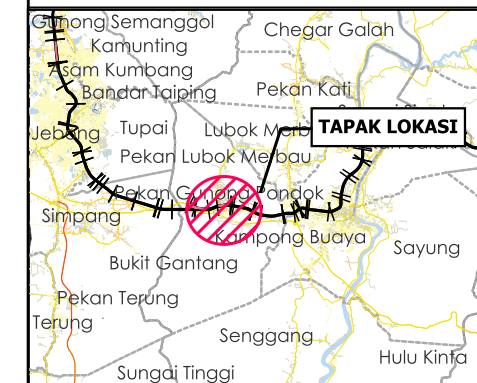 Gunong Semanggol
Chegar Galah
Kamunting
Asam Kumbang
Bandar Taiping
Pekan Kati
Jebong
Tupai
Lubok Merbau
TAPAK LOKASI
Pekan Lubok Merbau
Pekan Gunong Pondok
Simpang
Kampong Buaya
Sayung
Bukit Gantang
Pekan Terung
Terung
Senggang
Hulu Kinta
Sungai Tinggi